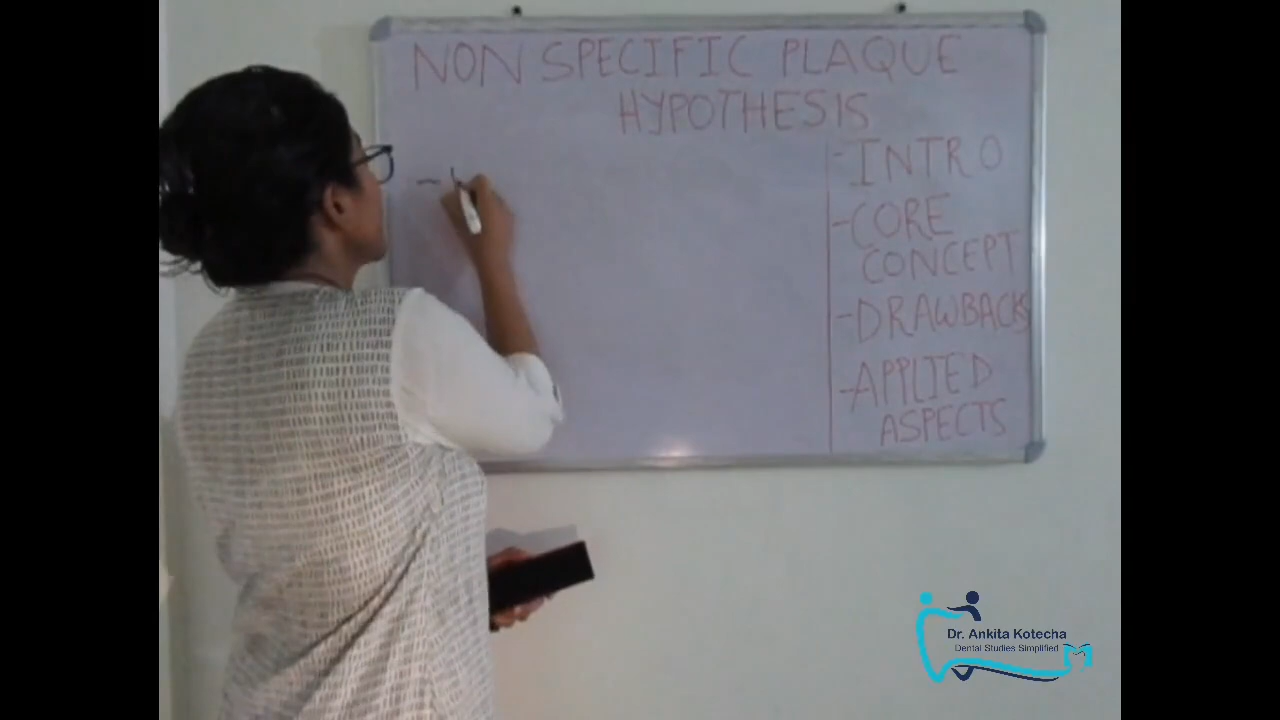 NON SPECIFIC PLAQUE
HYPOTHESIS
-INTRO
-CORE
CONCEPT
-DRAWBACKS
-APPLIED
ASPECTS
-
Dr. Ankita Kotecha
Dental Studies Simplified